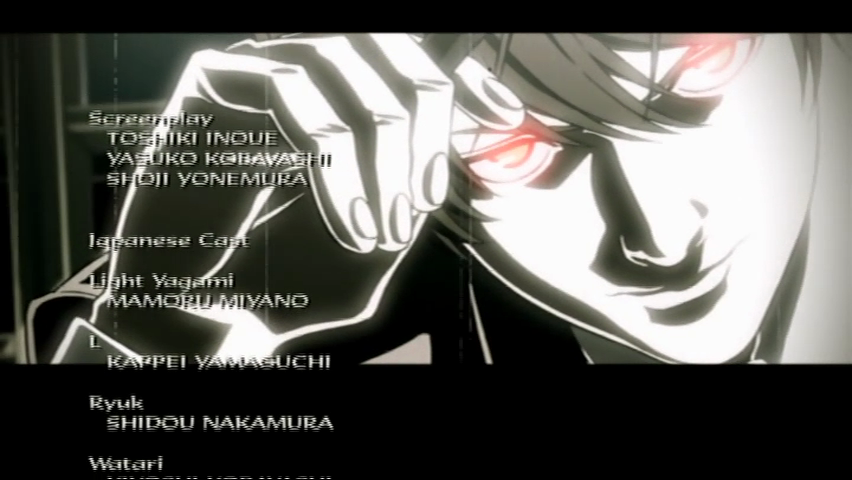 Screenplay
TOSHIKI INOUE
YASUKO KOBAYASHI
SHOJI YONEMURA
Japanese Cast
Light Yagami
MAMORU MIYANO
L
KAPPEI YAMAGUCHI
Ryuk
SHIDOU NAKAMURA
Watari